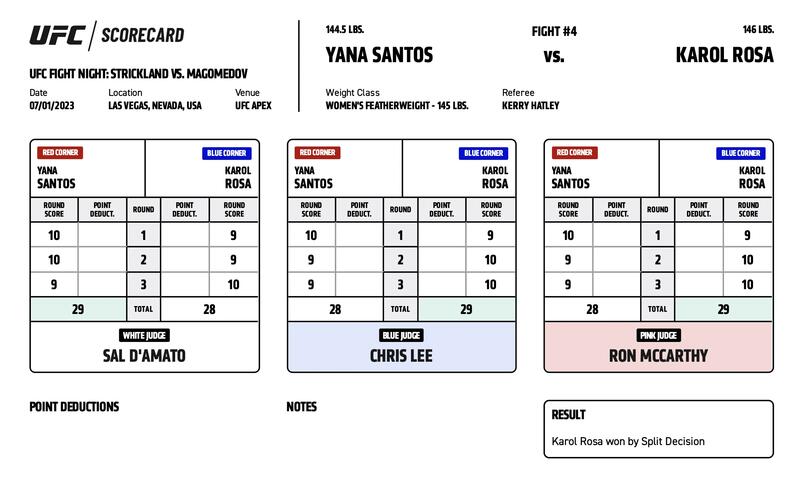 UFC / SCORECARD
UFC FIGHT NIGHT: STRICKLAND VS. MAGOMEDOV
Date Location Venue
07/01/2023 LAS VEGAS, NEVADA, USA UFC APEX
144.5 LBS. FIGHT #4 146 LBS.
YANA SANTOS VS. KAROL ROSA
Weight Class Referee
WOMEN'S FEATHERWEIGHT - 145 LBS. KERRY HATLEY
RED CORNER BLUE CORNER
YANA KAROL
SANTOS ROSA
ROUND SCORE POINT DEDUCT. ROUND POINT DEDUCT. ROUND SCORE
10 1 9
10 2 9
9 3 10
29 TOTAL 28
WHITE JUDGE
SAL D'AMATO
RED CORNER BLUE CORNER
YANA KAROL
SANTOS ROSA
ROUND SCORE POINT DEDUCT. ROUND POINT DEDUCT. ROUND SCORE
10 1 9
9 2 10
9 3 10
28 TOTAL 29
BLUE JUDGE
CHRIS LEE
RED CORNER BLUE CORNER
YANA KAROL
SANTOS ROSA
ROUND SCORE POINT DEDUCT. ROUND POINT DEDUCT. ROUND SCORE
10 1 9
9 2 10
9 3 10
28 TOTAL 29
PINK JUDGE
RON MCCARTHY
POINT DEDUCTIONS
NOTES
RESULT
Karol Rosa won by Split Decision